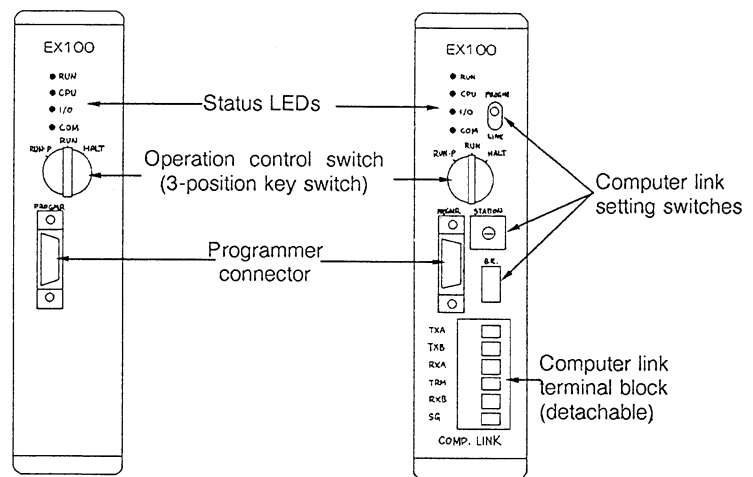 EX100
RUN
CPU
I/O
COM
RUN-P RUN HALT
PROGMR
Status LEDs
Operation control switch
(3-position key switch)
Programmer
connector
EX100
RUN
CPU
I/O
COM
PROGMR
LINK
RUN-P RUN HALT
PROGMR
STATION
B.R.
TXA
TXB
RXA
TRM
RXB
SG
COMP. LINK
Computer link
setting switches
Computer link
terminal block
(detachable)